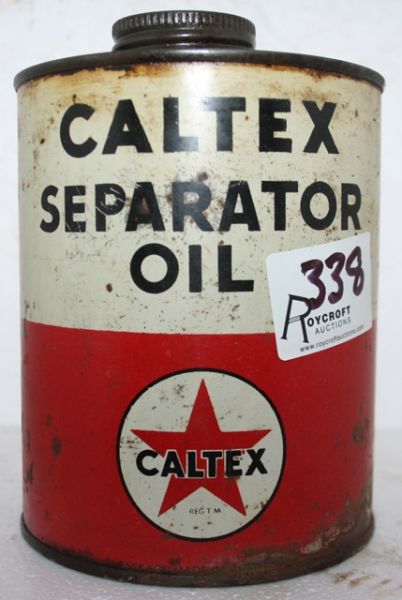 CALTEX
SEPARATOR
OIL
338
ROYCROFT
AUCTIONS
www.roycroftauctions.com
CALTEX
REG T M